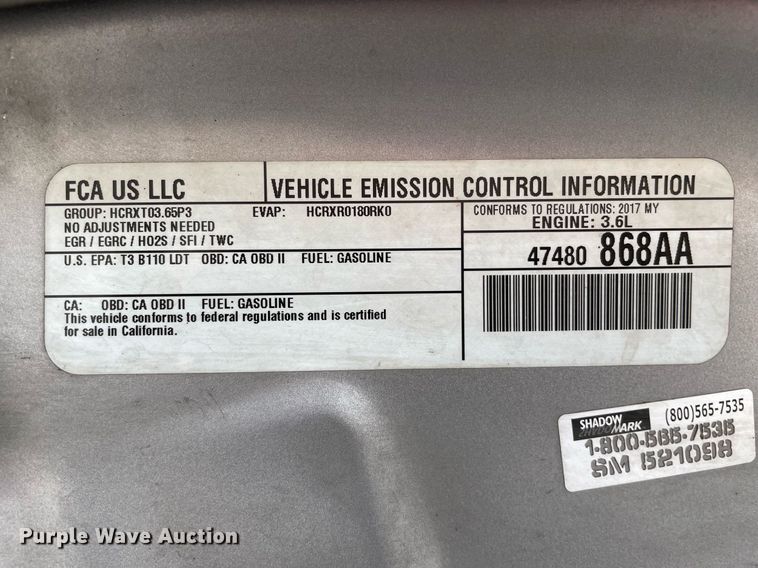 FCA US LLC
VEHICLE EMISSION CONTROL INFORMATION
GROUP: HCRXT03.65P3 EVAP: HCRXR0180RK0
NO ADJUSTMENTS NEEDED
EGR / EGRC / HO2S / SFI / TWC
CONFORMS TO REGULATIONS: 2017 MY
ENGINE: 3.6L
U.S. EPA: T3 B110 LDT OBD: CA OBD II FUEL: GASOLINE
47480 868AA
CA: OBD: CA OBD II FUEL: GASOLINE
This vehicle conforms to federal regulations and is certified
for sale in California.
SHADOW MARK (800)565-7535
1-800-565-7535
SM 521098
Purple Wave Auction